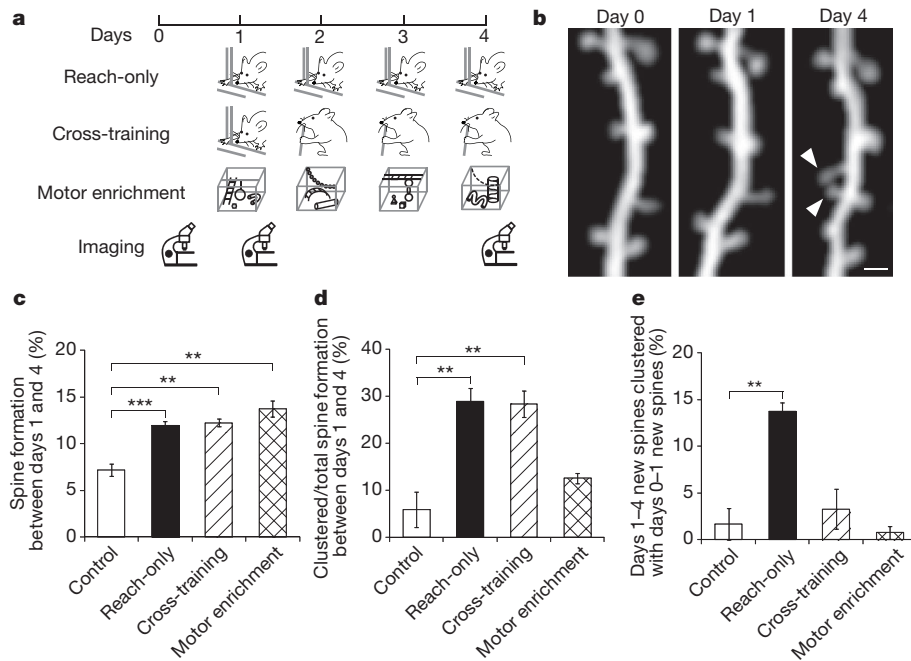 a
Days
0
1
2
3
4
Reach-only
Cross-training
Motor enrichment
Imaging
b
Day 0
Day 1
Day 4
c
Spine formation
between days 1 and 4 (%)
20
15
10
5
0
***
**
**
Control
Reach-only
Cross-training
Motor enrichment
d
Clustered/total spine formation
between days 1 and 4 (%)
40
30
20
10
0
**
**
Control
Reach-only
Cross-training
Motor enrichment
e
Days 1–4 new spines clustered
with days 0–1 new spines (%)
20
15
10
5
0
**
Control
Reach-only
Cross-training
Motor enrichment